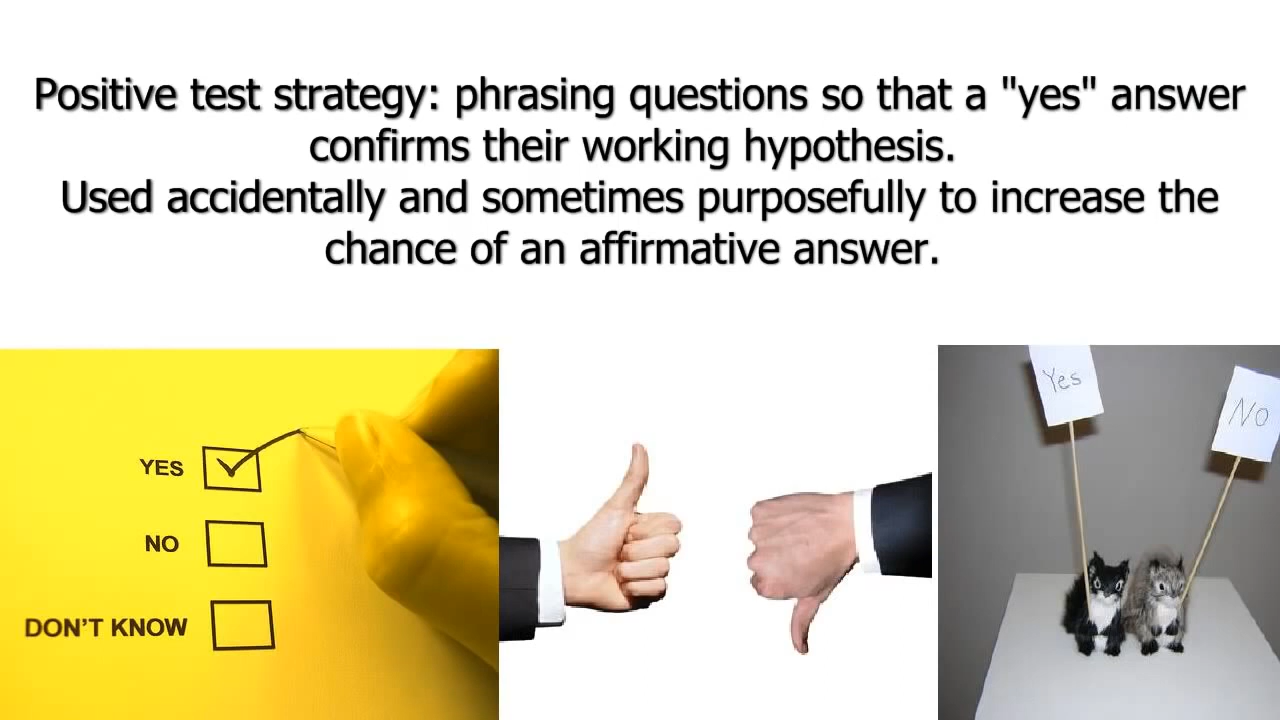 Positive test strategy: phrasing questions so that a "yes" answer
confirms their working hypothesis.
Used accidentally and sometimes purposefully to increase the
chance of an affirmative answer.
YES
NO
DON'T KNOW
Yes
No